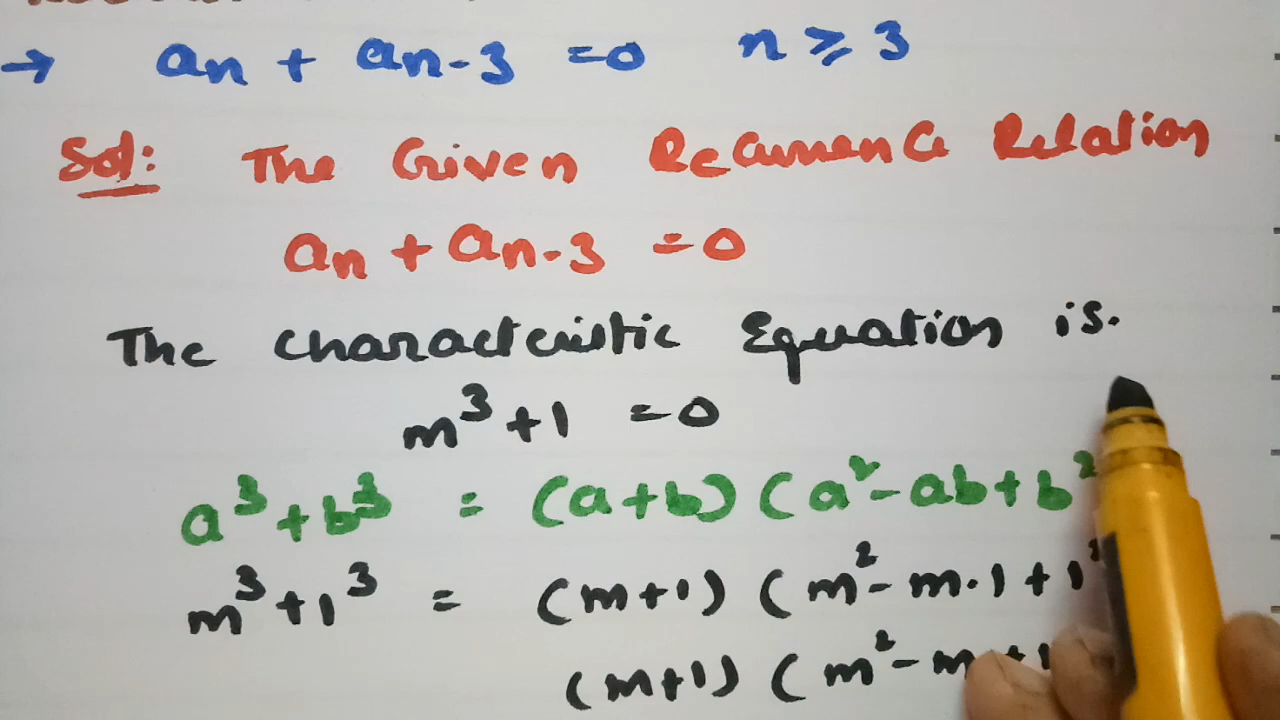 → an + an-3 =0 n ≥ 3
Sol: The Given Recurrence Relation
an + an-3 =0
The characteristic Equation is.
m³+1 =0
a³+b³ = (a+b) (a²-ab+b²
m³+1³ = (m+1) (m²-m.1+1²
(m+1) (m²-m+1